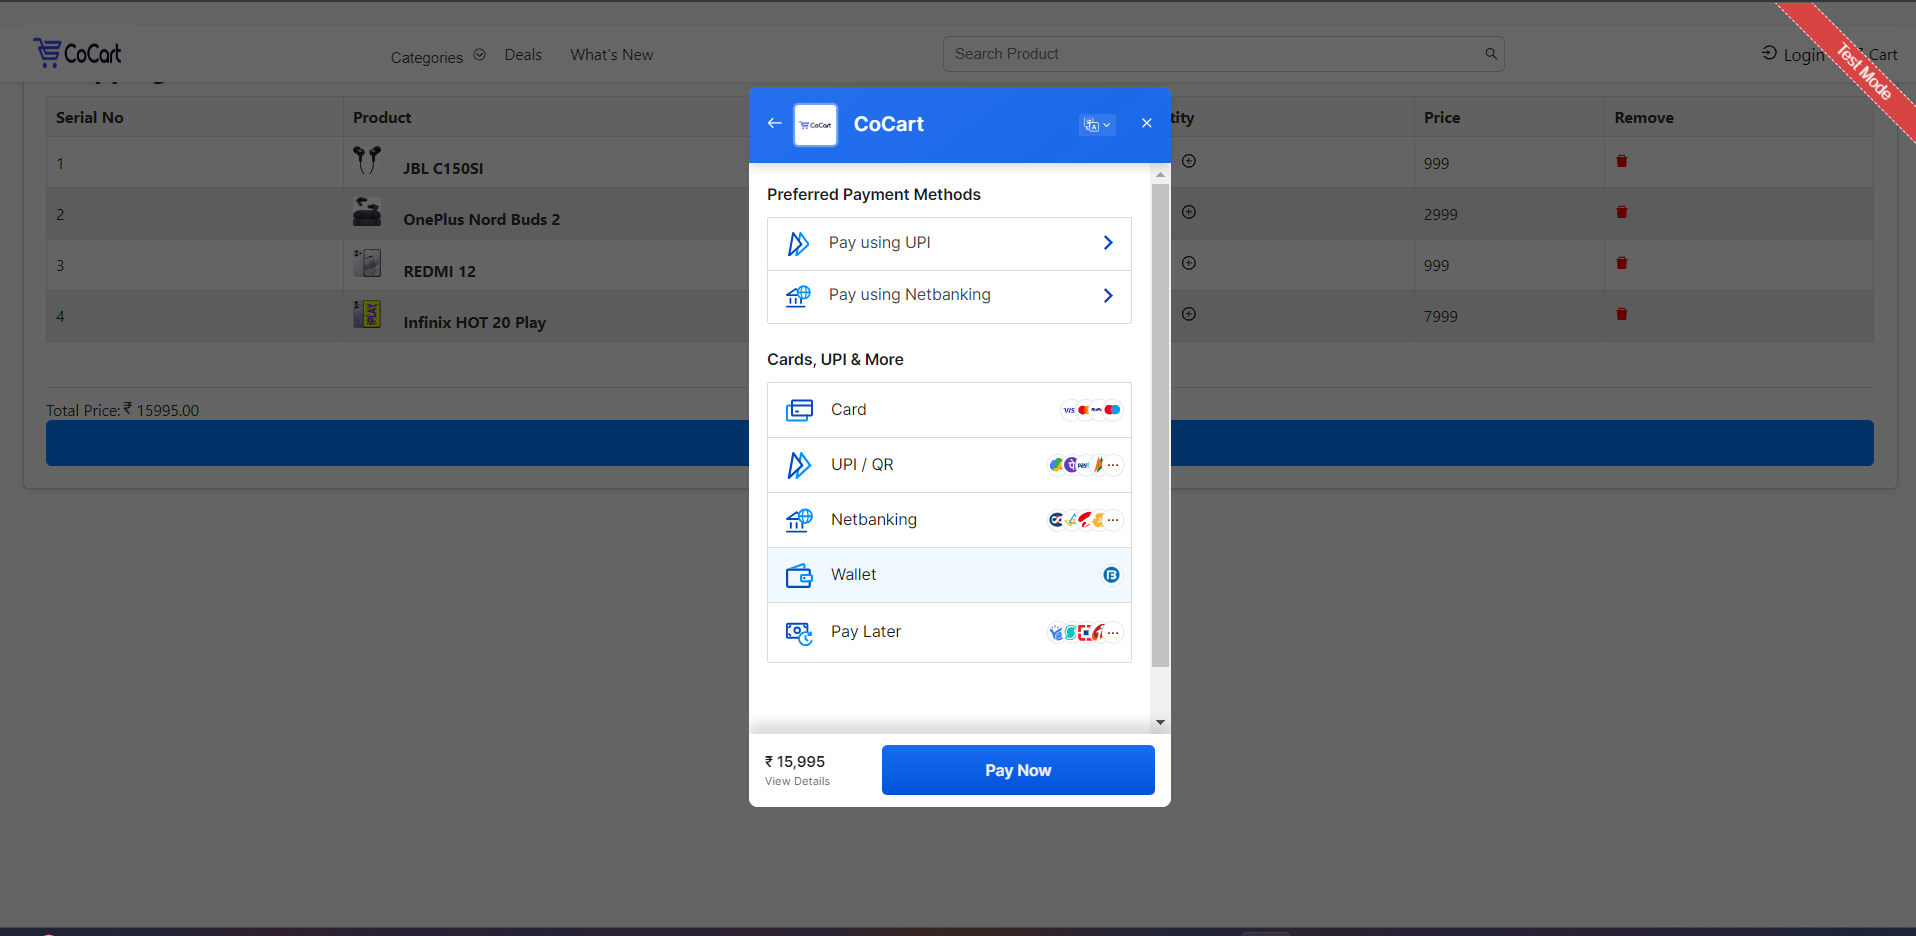 CoCart
Categories Deals What's New
Search Product
Login Cart
Test Mode
Serial No Product tity Price Remove
1 JBL C150SI 999
2 OnePlus Nord Buds 2 2999
3 REDMI 12 999
4 Infinix HOT 20 Play 7999
Total Price: ₹ 15995.00
CoCart
CoCart
Preferred Payment Methods
Pay using UPI
Pay using Netbanking
Cards, UPI & More
Card VISA
UPI / QR
Netbanking
Wallet
Pay Later
₹ 15,995
View Details
Pay Now